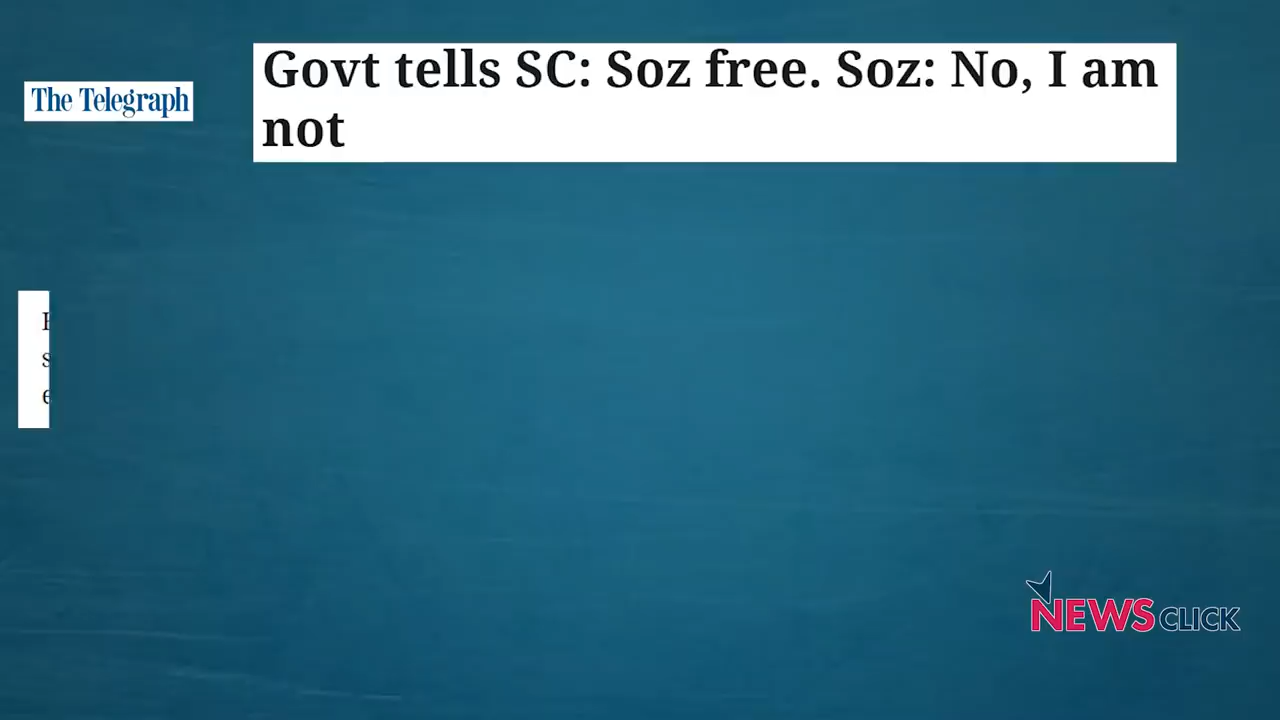 The Telegraph
Govt tells SC: Soz free. Soz: No, I am
not
s
e
NEWSCLICK